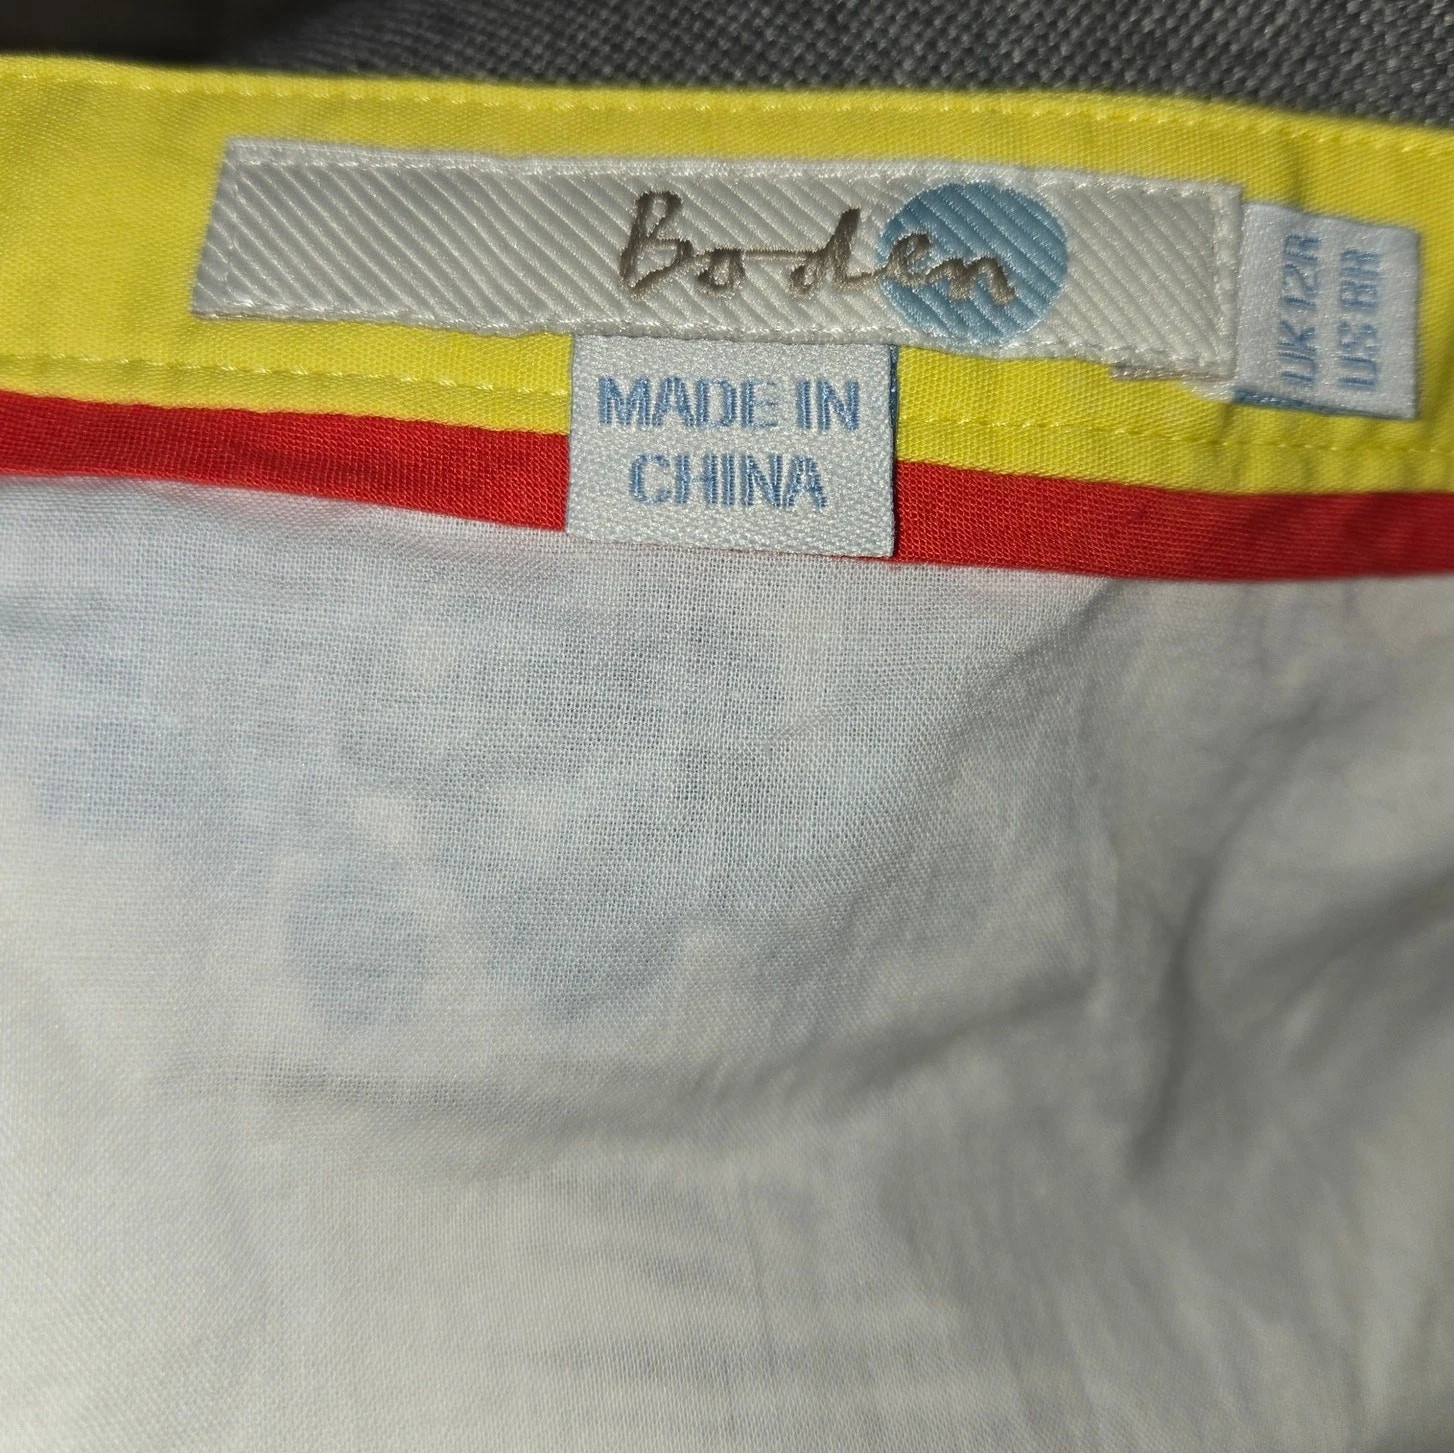 Boden
UK 12R
US 8R
MADE IN
CHINA